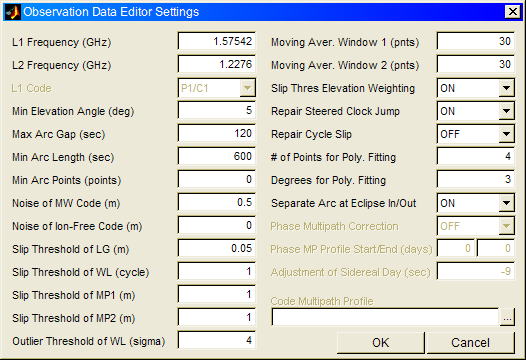 Observation Data Editor Settings
L1 Frequency (GHz) 1.57542
L2 Frequency (GHz) 1.2276
L1 Code P1/C1
Min Elevation Angle (deg) 5
Max Arc Gap (sec) 120
Min Arc Length (sec) 600
Min Arc Points (points) 0
Noise of MW Code (m) 0.5
Noise of Ion-Free Code (m) 0
Slip Threshold of LG (m) 0.05
Slip Threshold of WL (cycle) 1
Slip Threshold of MP1 (m) 1
Slip Threshold of MP2 (m) 1
Outlier Threshold of WL (sigma) 4
Moving Aver. Window 1 (pnts) 30
Moving Aver. Window 2 (pnts) 30
Slip Thres Elevation Weighting ON
Repair Steered Clock Jump ON
Repair Cycle Slip OFF
# of Points for Poly. Fitting 4
Degrees for Poly. Fitting 3
Separate Arc at Eclipse In/Out ON
Phase Multipath Correction OFF
Phase MP Profile Start/End (days) 0 0
Adjustment of Sidereal Day (sec) -9
Code Multipath Profile
...
OK Cancel